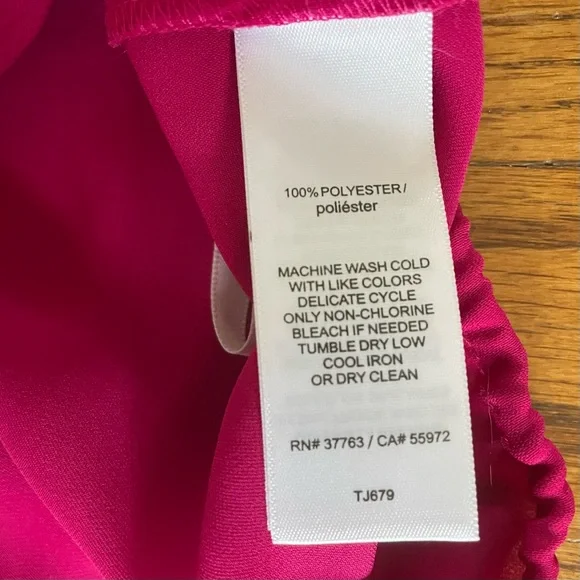 100% POLYESTER /
poliéster
MACHINE WASH COLD
WITH LIKE COLORS
DELICATE CYCLE
ONLY NON-CHLORINE
BLEACH IF NEEDED
TUMBLE DRY LOW
COOL IRON
OR DRY CLEAN
RN# 37763 / CA# 55972
TJ679